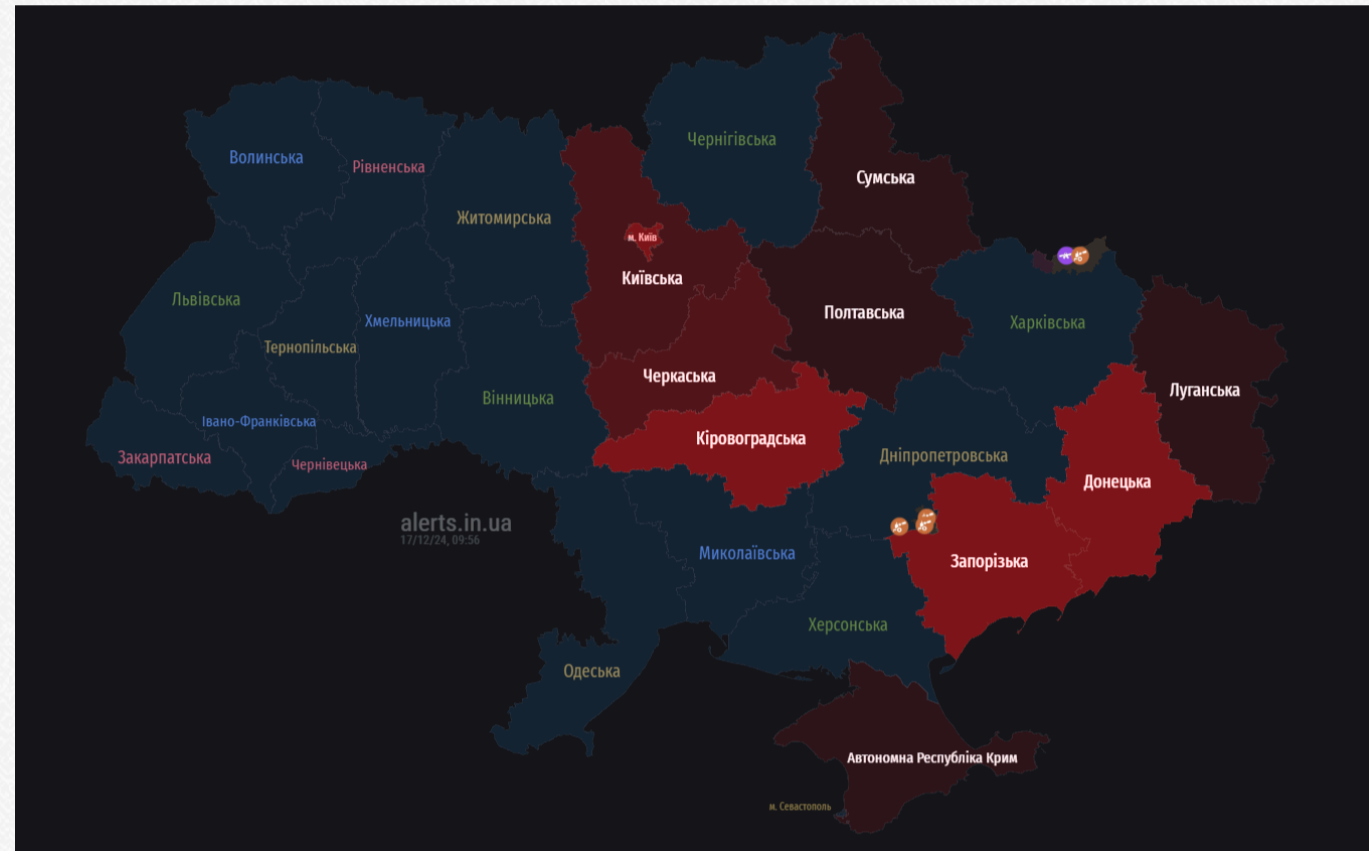 Чернігівська
Волинська
Рівненська
Сумська
Житомирська
м. Київ
Київська
Львівська
Полтавська
Хмельницька
Харківська
Тернопільська
Черкаська
Луганська
Вінницька
Івано-Франківська
Кіровоградська
Закарпатська
Чернівецька
Дніпропетровська
Донецька
alerts.in.ua
17/12/24, 09:56
Миколаївська
Запорізька
Херсонська
Одеська
Автономна Республіка Крим
м. Севастополь